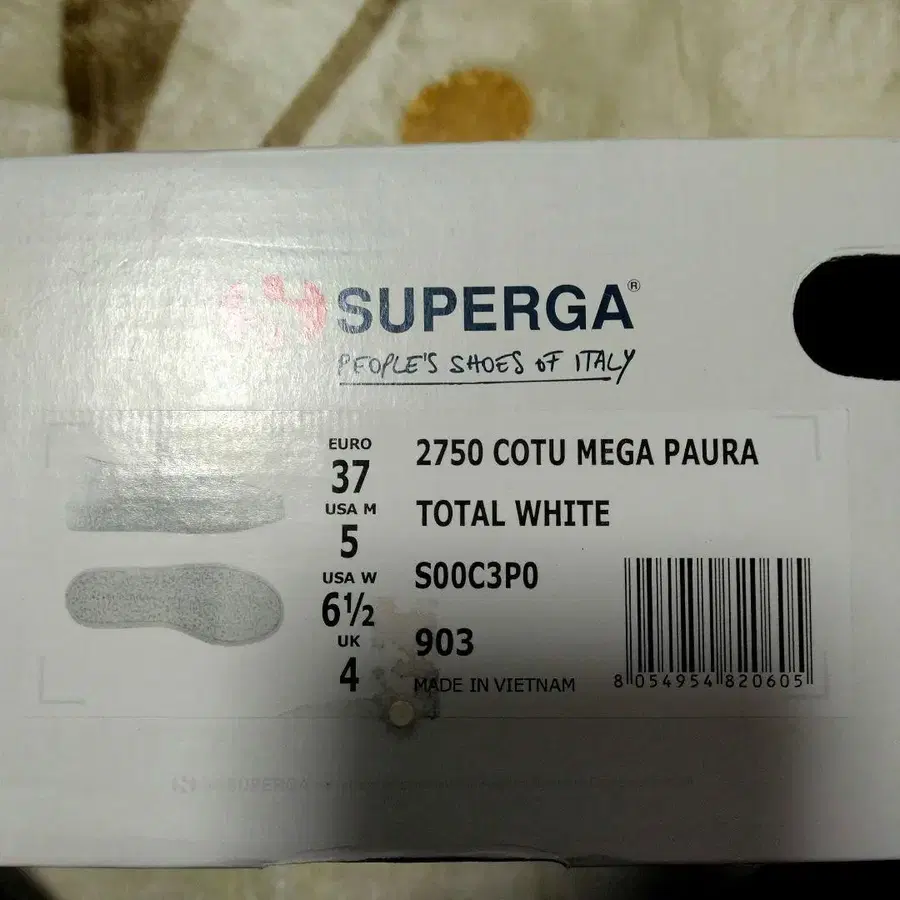 SUPERGA®
PEOPLE'S SHOES OF ITALY
EURO
37
USA M
5
USA W
6½
UK
4
2750 COTU MEGA PAURA
TOTAL WHITE
S00C3P0
903
MADE IN VIETNAM
8 054954 820605
SUPERGA